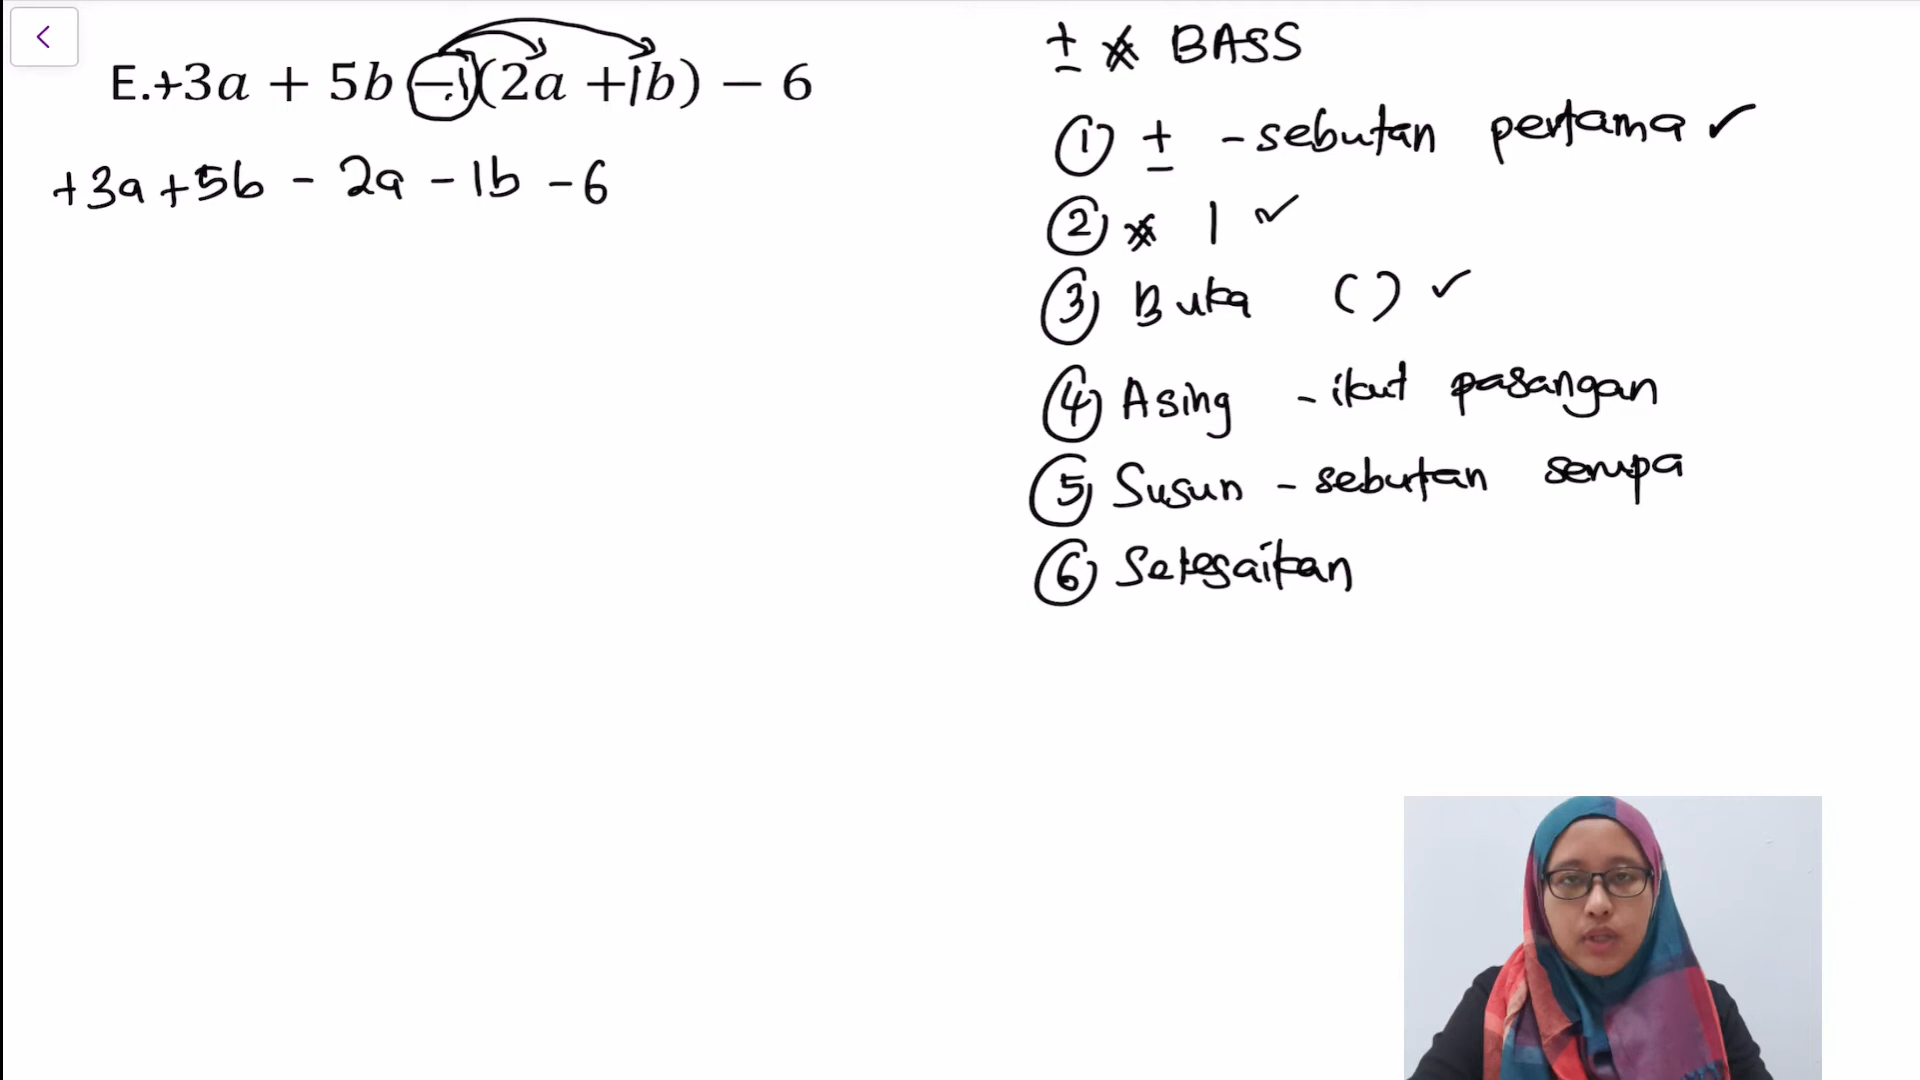 E.+3a + 5b −1(2a +1b) − 6
+3a +5b - 2a - 1b - 6
± * BASS
① ± - sebutan pertama ✓
② * 1 ✓
③ Buka ( ) ✓
④ Asing - ikut pasangan
⑤ Susun - sebutan serupa
⑥ Selesaikan